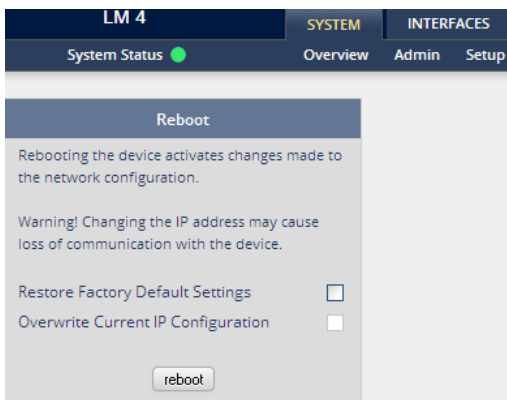 LM 4
SYSTEM
INTERFACES
System Status
Overview
Admin
Setup
Reboot
Rebooting the device activates changes made to
the network configuration.
Warning! Changing the IP address may cause
loss of communication with the device.
Restore Factory Default Settings
Overwrite Current IP Configuration
reboot